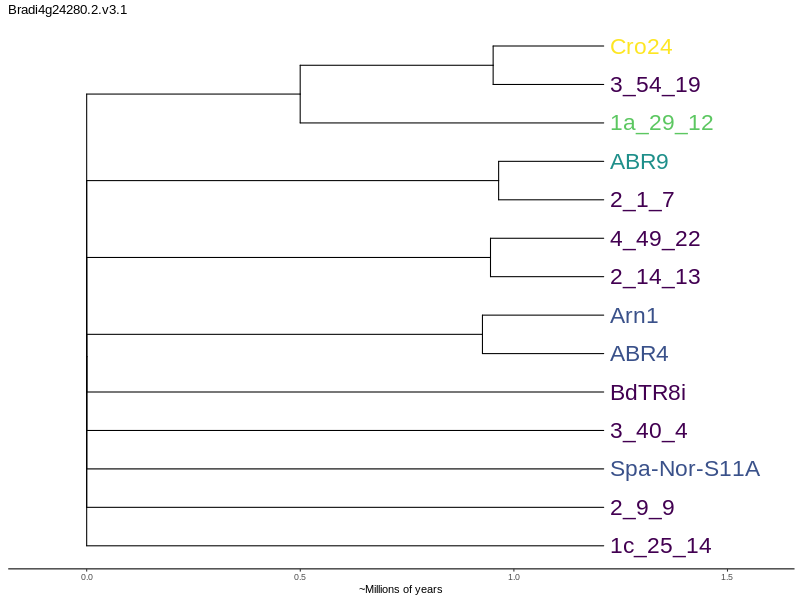 Bradi4g24280.2.v3.1
Cro24
3_54_19
1a_29_12
ABR9
2_1_7
4_49_22
2_14_13
Arn1
ABR4
BdTR8i
3_40_4
Spa-Nor-S11A
2_9_9
1c_25_14
0.0 0.5 1.0 1.5
~Millions of years